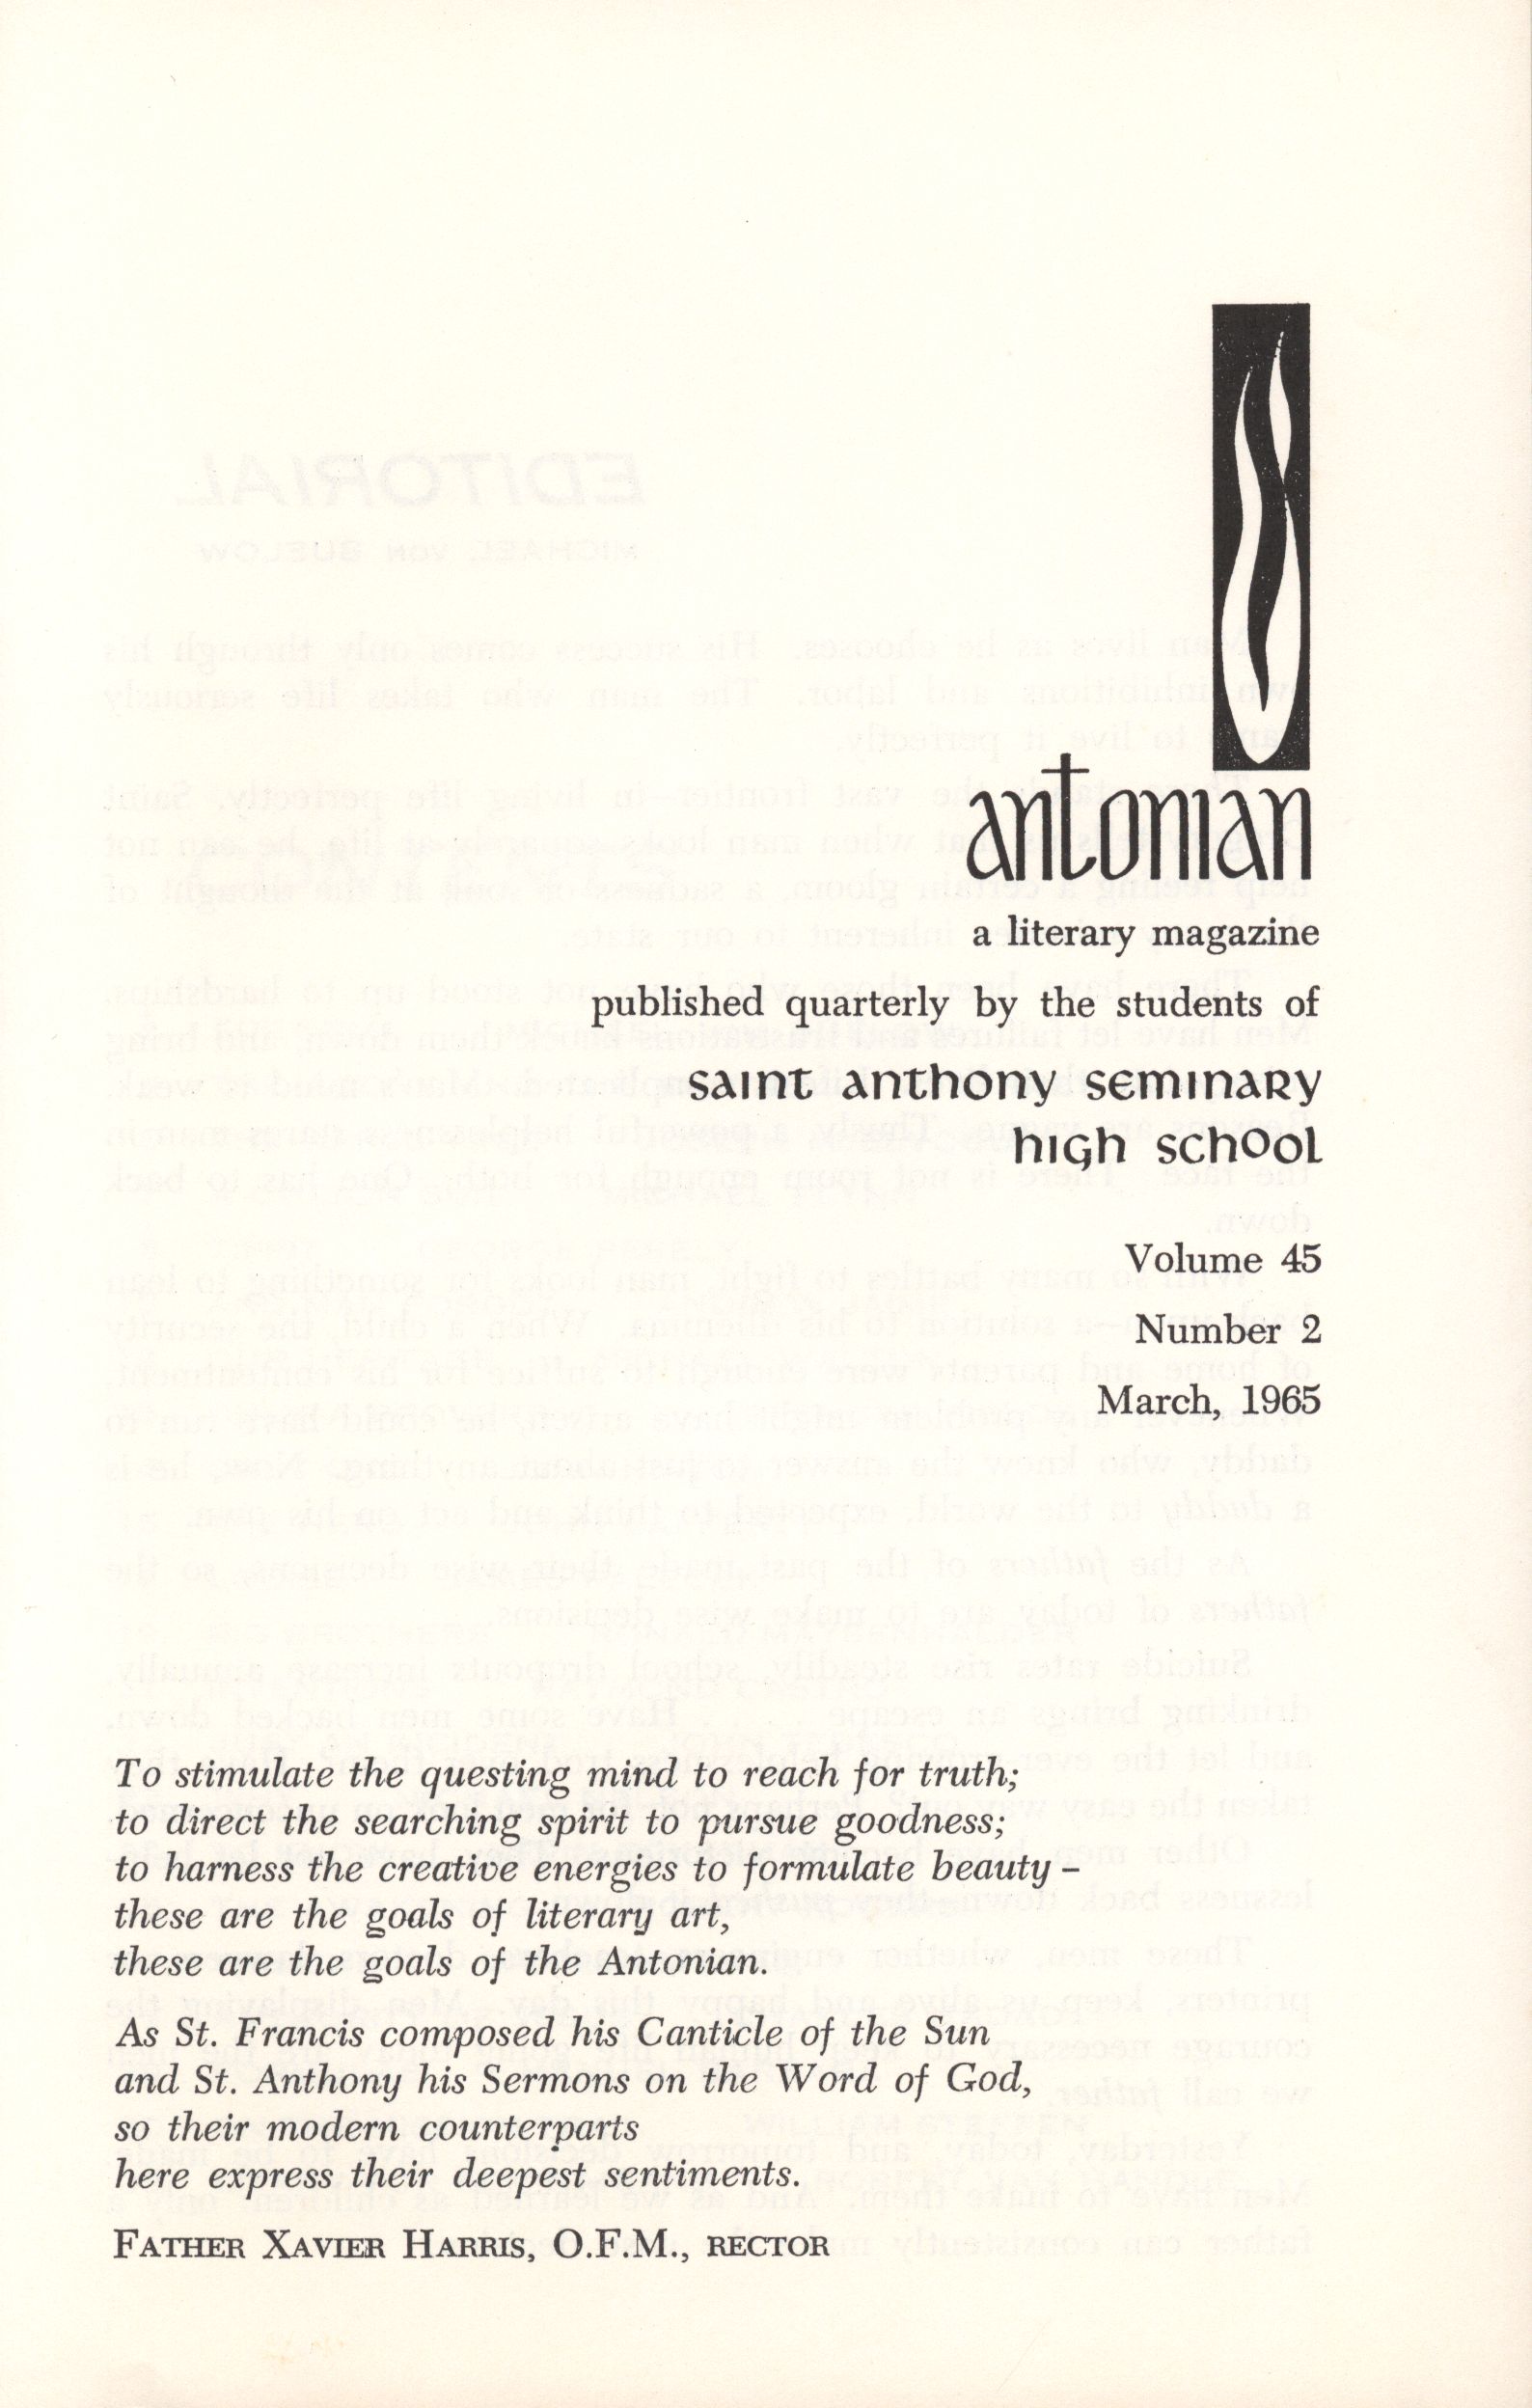 antonian
a literary magazine
published quarterly by the students of
saint anthony seminary
high school
Volume 45
Number 2
March, 1965
To stimulate the questing mind to reach for truth;
to direct the searching spirit to pursue goodness;
to harness the creative energies to formulate beauty –
these are the goals of literary art,
these are the goals of the Antonian.
As St. Francis composed his Canticle of the Sun
and St. Anthony his Sermons on the Word of God,
so their modern counterparts
here express their deepest sentiments.
FATHER XAVIER HARRIS, O.F.M., RECTOR